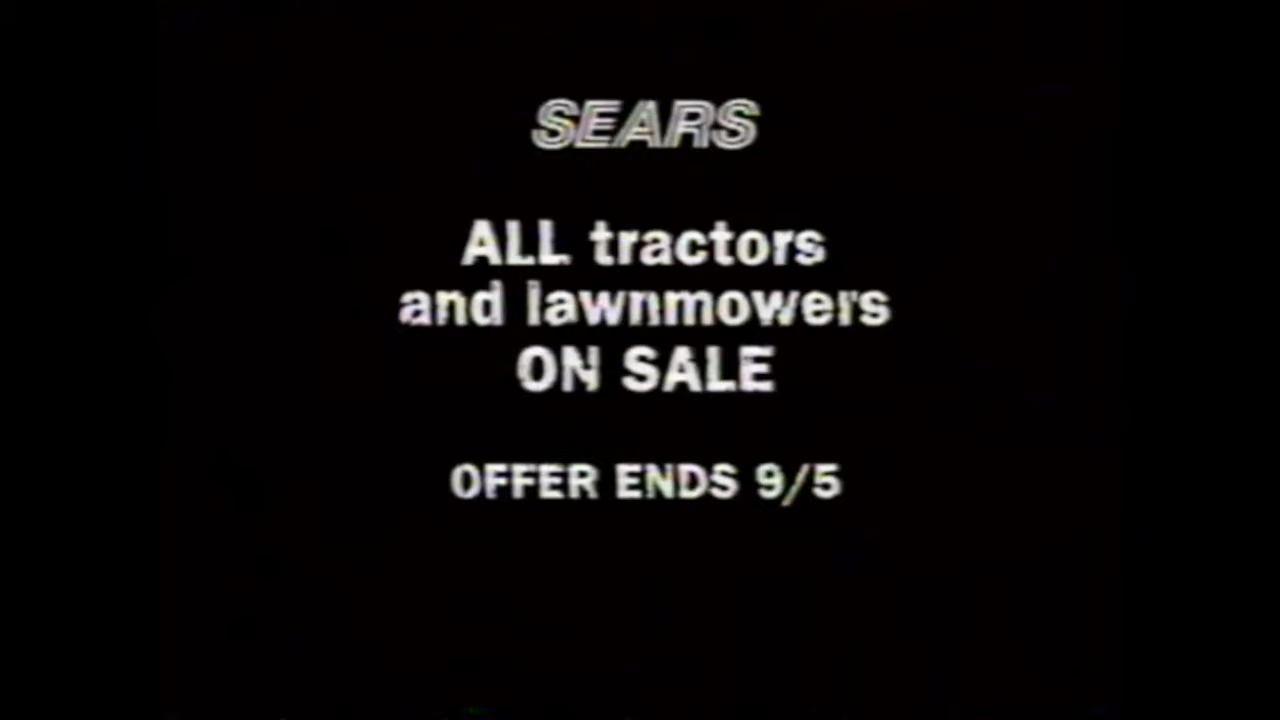 SEARS
ALL tractors
and lawnmowers
ON SALE
OFFER ENDS 9/5